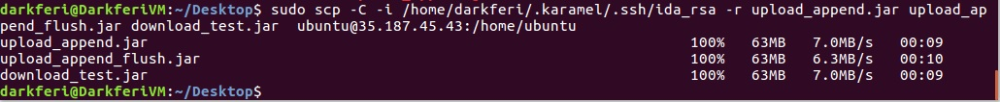 darkferi@DarkferiVM:~/Desktop$ sudo scp -C -i /home/darkferi/.karamel/.ssh/ida_rsa -r upload_append.jar upload_ap
pend_flush.jar download_test.jar  ubuntu@35.187.45.43:/home/ubuntu
upload_append.jar 100% 63MB 7.0MB/s 00:09
upload_append_flush.jar 100% 63MB 6.3MB/s 00:10
download_test.jar 100% 63MB 7.0MB/s 00:09
darkferi@DarkferiVM:~/Desktop$